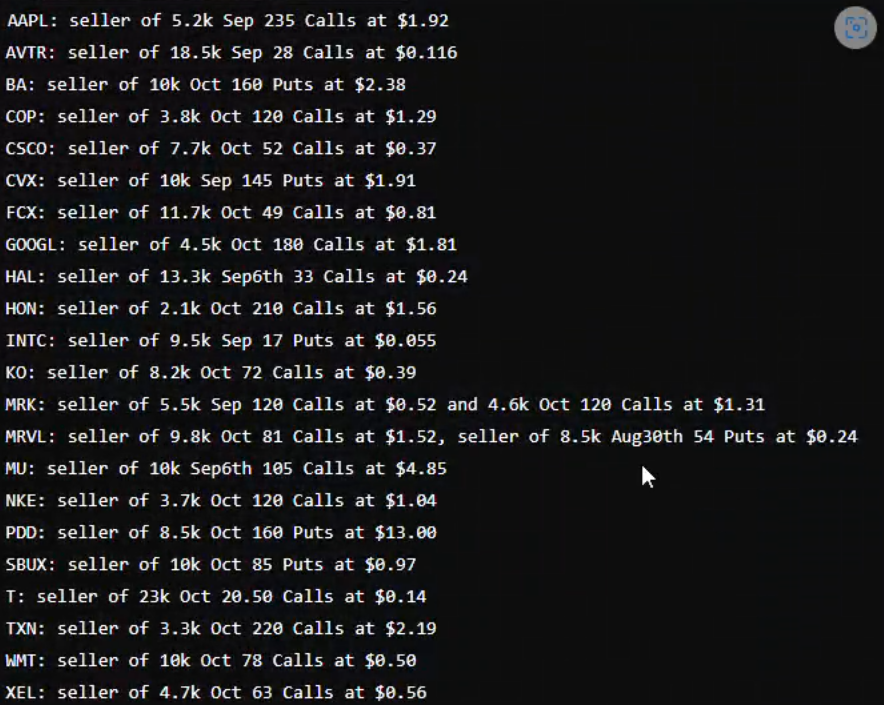 AAPL: seller of 5.2k Sep 235 Calls at $1.92
AVTR: seller of 18.5k Sep 28 Calls at $0.116
BA: seller of 10k Oct 160 Puts at $2.38
COP: seller of 3.8k Oct 120 Calls at $1.29
CSCO: seller of 7.7k Oct 52 Calls at $0.37
CVX: seller of 10k Sep 145 Puts at $1.91
FCX: seller of 11.7k Oct 49 Calls at $0.81
GOOGL: seller of 4.5k Oct 180 Calls at $1.81
HAL: seller of 13.3k Sep6th 33 Calls at $0.24
HON: seller of 2.1k Oct 210 Calls at $1.56
INTC: seller of 9.5k Sep 17 Puts at $0.055
KO: seller of 8.2k Oct 72 Calls at $0.39
MRK: seller of 5.5k Sep 120 Calls at $0.52 and 4.6k Oct 120 Calls at $1.31
MRVL: seller of 9.8k Oct 81 Calls at $1.52, seller of 8.5k Aug30th 54 Puts at $0.24
MU: seller of 10k Sep6th 105 Calls at $4.85
NKE: seller of 3.7k Oct 120 Calls at $1.04
PDD: seller of 8.5k Oct 160 Puts at $13.00
SBUX: seller of 10k Oct 85 Puts at $0.97
T: seller of 23k Oct 20.50 Calls at $0.14
TXN: seller of 3.3k Oct 220 Calls at $2.19
WMT: seller of 10k Oct 78 Calls at $0.50
XEL: seller of 4.7k Oct 63 Calls at $0.56